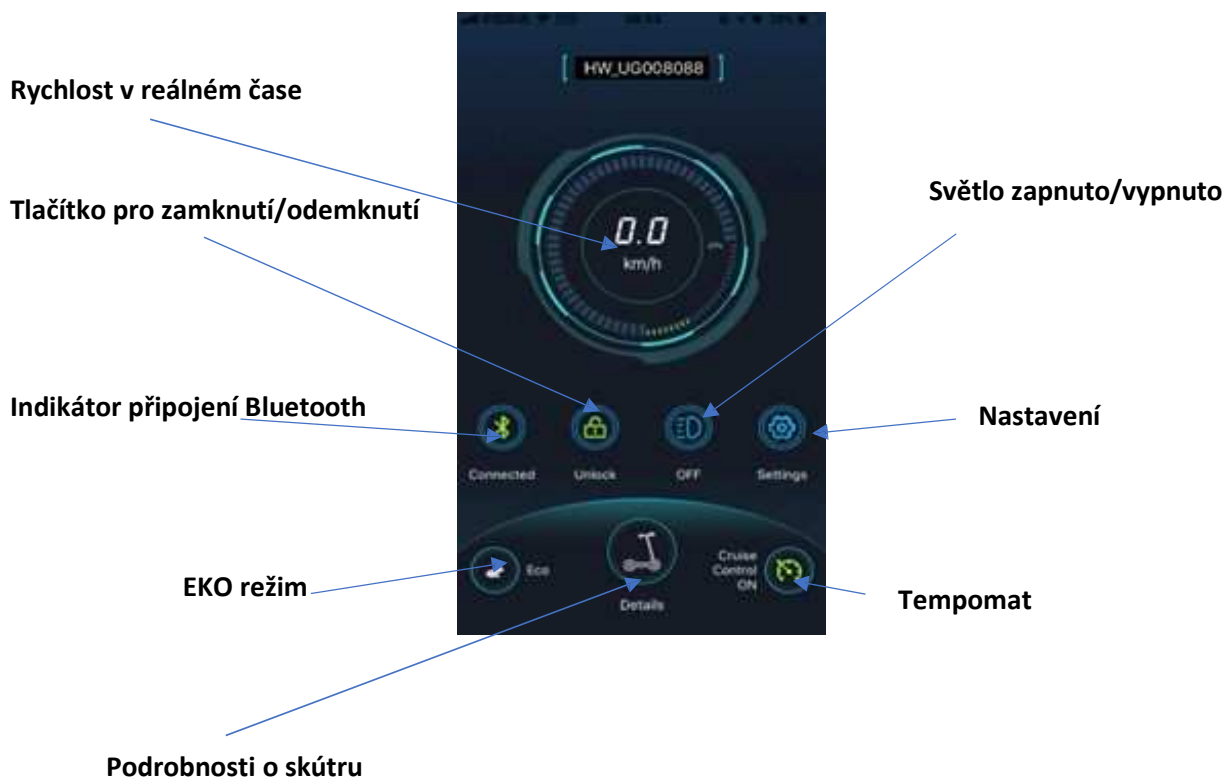 HW_UG008088
Rychlost v reálném čase
Světlo zapnuto/vypnuto
Tlačítko pro zamknutí/odemknutí
0.0
km/h
Indikátor připojení Bluetooth
Nastavení
Connected
Unlock
OFF
Settings
Eco
Cruise
Control
ON
Details
EKO režim
Tempomat
Podrobnosti o skútru